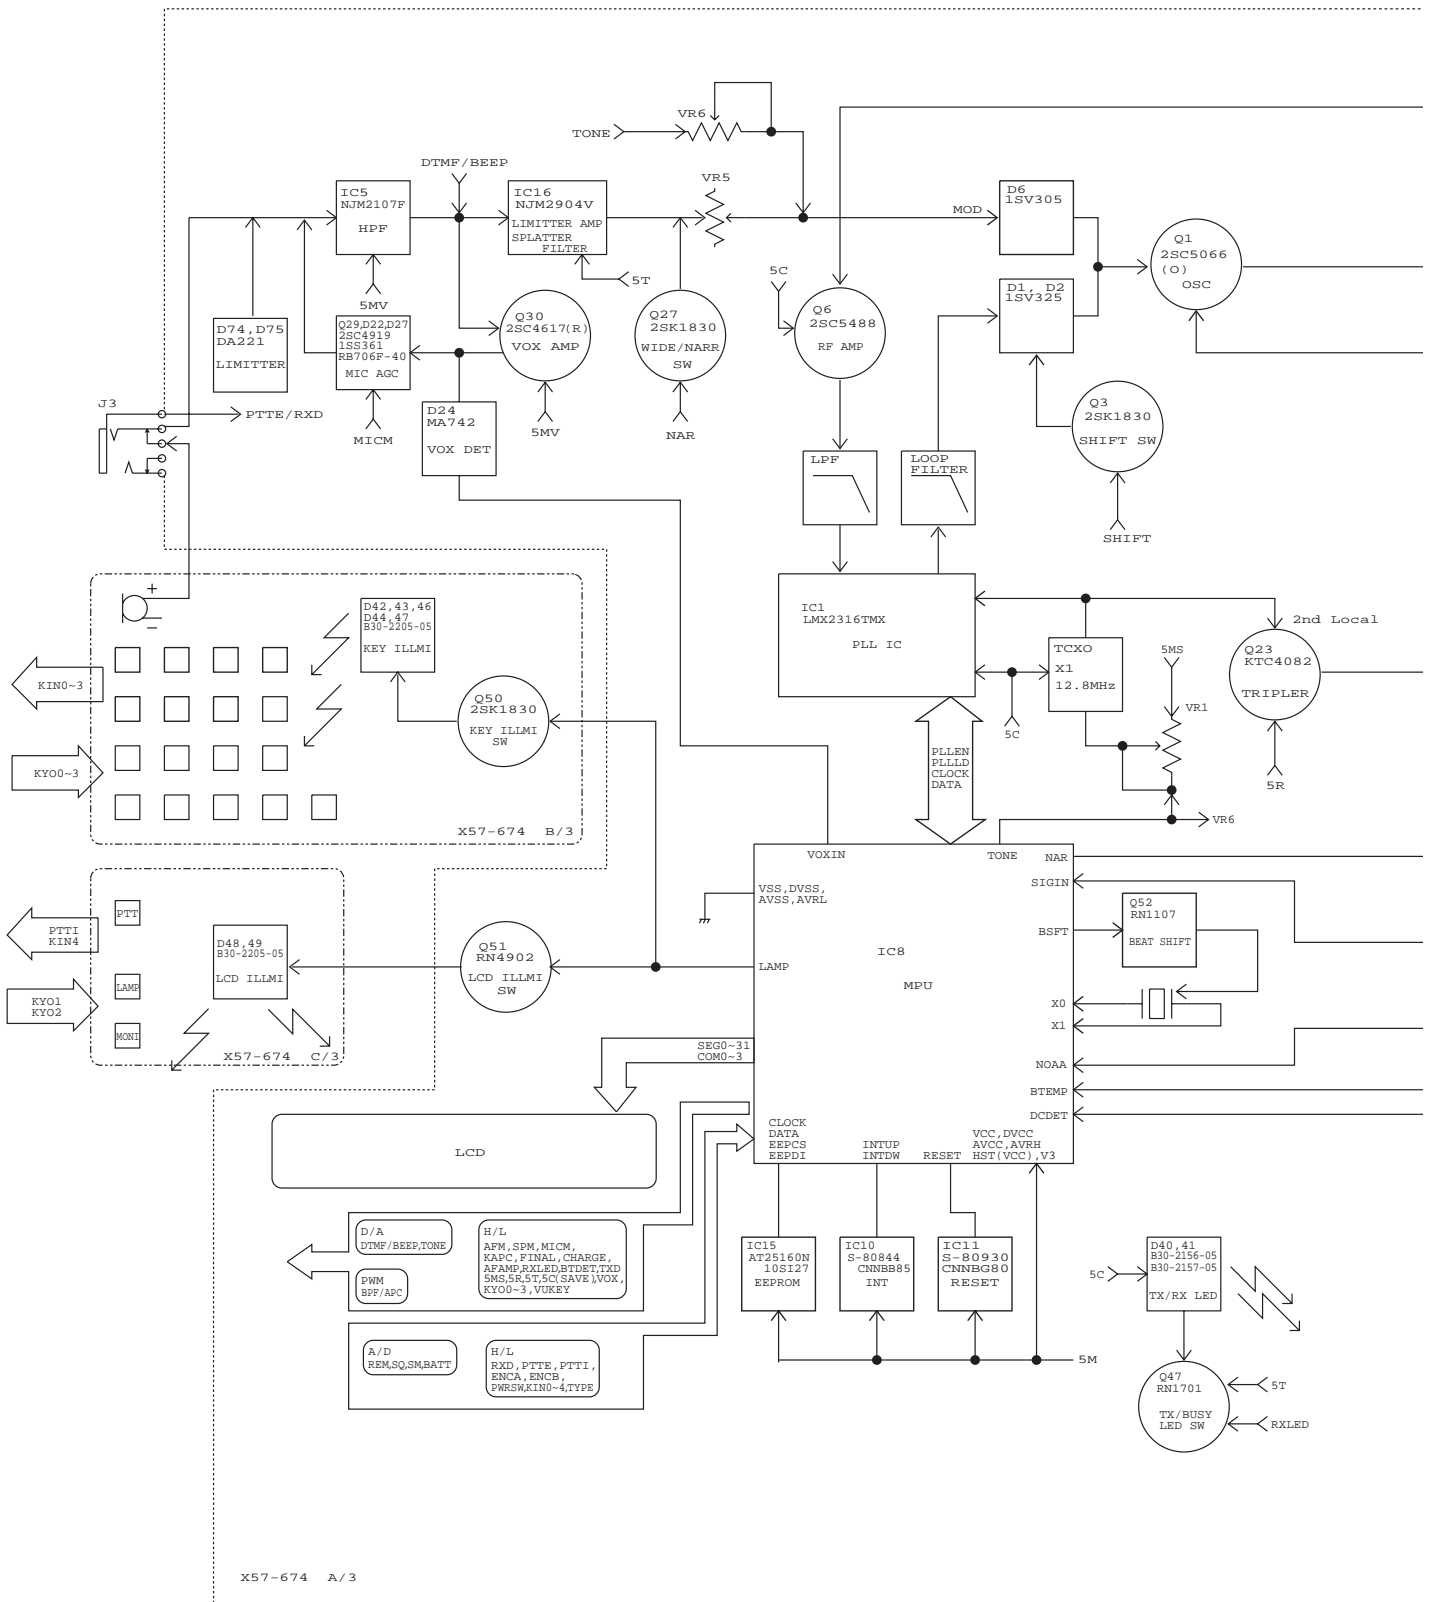 VR6
TONE
DTMF/BEEP
VR5
IC5
NJM2107F
HPF
IC16
NJM2904V
LIMITTER AMP
SPLATTER
FILTER
MOD
D6
1SV305
Q1
2SC5066
(O)
OSC
5MV
5T
5C
D1, D2
1SV325
D74,D75
DA221
LIMITTER
Q29,D22,D27
2SC4919
1SS361
RB706F-40
MIC AGC
Q30
2SC4617(R)
VOX AMP
Q27
2SK1830
WIDE/NARR
SW
Q6
2SC5488
RF AMP
J3
PTTE/RXD
MICM
D24
MA742
VOX DET
5MV
NAR
Q3
2SK1830
SHIFT SW
LPF
LOOP
FILTER
SHIFT
+
−
D42,43,46
D44,47
B30-2205-05
KEY ILLMI
IC1
LMX2316TMX
PLL IC
2nd Local
TCXO
X1
12.8MHz
5MS
Q23
KTC4082
TRIPLER
KIN0~3
Q50
2SK1830
KEY ILLMI
SW
VR1
5C
KYO0~3
PLLEN
PLLLD
CLOCK
DATA
5R
X57-674 B/3
VR6
VOXIN
TONE
NAR
SIGIN
VSS,DVSS,
AVSS,AVRL
Q52
RN1107
BEAT SHIFT
BSFT
PTT
PTTI
KIN4
D48,49
B30-2205-05
LCD ILLMI
Q51
RN4902
LCD ILLMI
SW
LAMP
IC8
MPU
LAMP
KYO1
KYO2
MONI
X0
X1
X57-674 C/3
SEG0~31
COM0~3
NOAA
BTEMP
DCDET
LCD
CLOCK
DATA
EEPCS
EEPDI
INTUP
INTDW
RESET
VCC,DVCC
AVCC,AVRH
HST(VCC),V3
D/A
DTMF/BEEP,TONE
PWM
BPF/APC
H/L
AFM,SPM,MICM,
KAPC,FINAL,CHARGE,
AFAMP,RXLED,BTDET,TXD
5MS,5R,5T,5C(SAVE),VOX,
KYO0~3,VUKEY
IC15
AT25160N
10SI27
EEPROM
IC10
S-80844
CNNBB85
INT
IC11
S-80930
CNNBG80
RESET
5C
D40,41
B30-2156-05
B30-2157-05
TX/RX LED
A/D
REM,SQ,SM,BATT
H/L
RXD,PTTE,PTTI,
ENCA,ENCB,
PWRSW,KIN0~4,TYPE
5M
Q47
RN1701
TX/BUSY
LED SW
5T
RXLED
X57-674 A/3